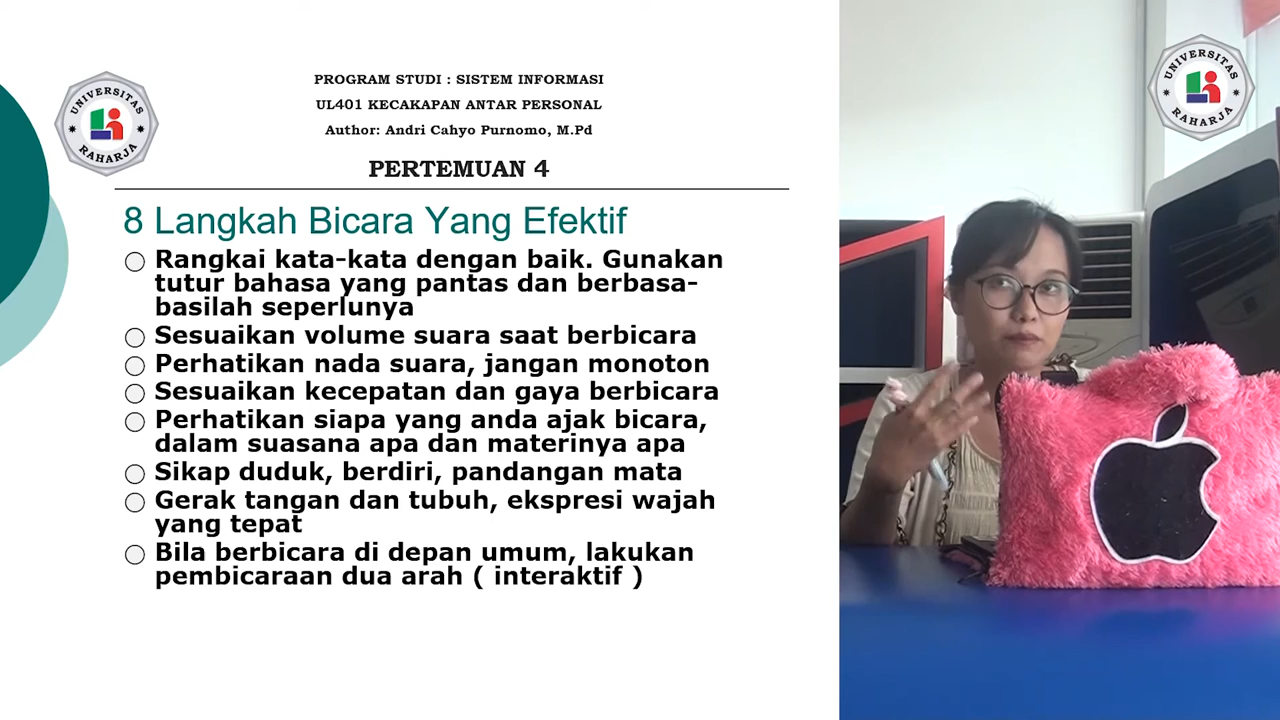 UNIVERSITAS
RAHARJA
PROGRAM STUDI : SISTEM INFORMASI
UL401 KECAKAPAN ANTAR PERSONAL
Author: Andri Cahyo Purnomo, M.Pd
PERTEMUAN 4
8 Langkah Bicara Yang Efektif
Rangkai kata-kata dengan baik. Gunakan
tutur bahasa yang pantas dan berbasa-
basilah seperlunya
Sesuaikan volume suara saat berbicara
Perhatikan nada suara, jangan monoton
Sesuaikan kecepatan dan gaya berbicara
Perhatikan siapa yang anda ajak bicara,
dalam suasana apa dan materinya apa
Sikap duduk, berdiri, pandangan mata
Gerak tangan dan tubuh, ekspresi wajah
yang tepat
Bila berbicara di depan umum, lakukan
pembicaraan dua arah ( interaktif )
UNIVERSITAS
RAHARJA